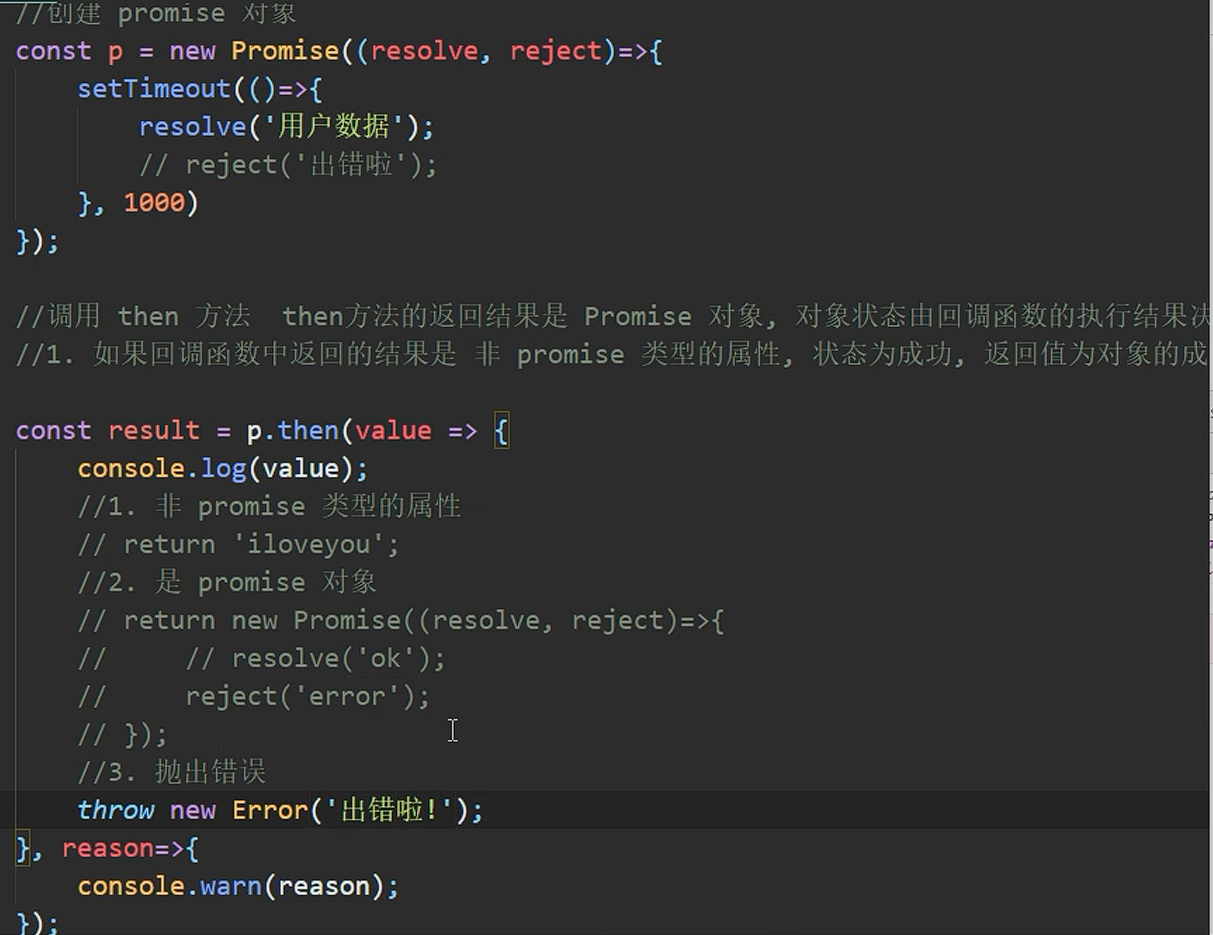 //创建 promise 对象
const p = new Promise((resolve, reject)=>{
setTimeout(()=>{
resolve('用户数据');
// reject('出错啦');
}, 1000)
});
//调用 then 方法  then方法的返回结果是 Promise 对象, 对象状态由回调函数的执行结果决
//1. 如果回调函数中返回的结果是 非 promise 类型的属性, 状态为成功, 返回值为对象的成
const result = p.then(value => {
console.log(value);
//1. 非 promise 类型的属性
// return 'iloveyou';
//2. 是 promise 对象
// return new Promise((resolve, reject)=>{
//     // resolve('ok');
//     reject('error');
// });
//3. 抛出错误
throw new Error('出错啦!');
}, reason=>{
console.warn(reason);
});